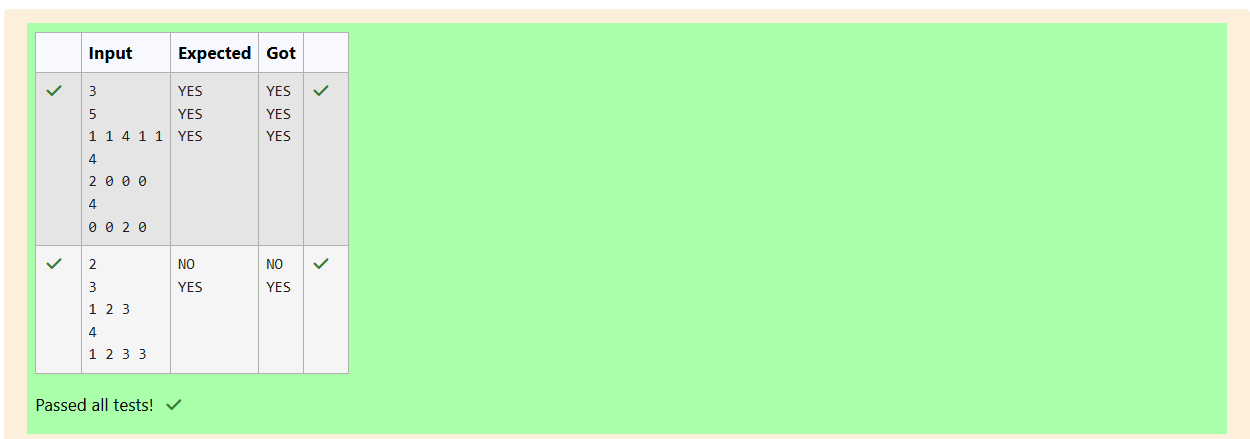 Input Expected Got
3 YES YES
5 YES YES
1 1 4 1 1 YES YES
4
2 0 0 0
4
0 0 2 0
2 NO NO
3 YES YES
1 2 3
4
1 2 3 3
Passed all tests!